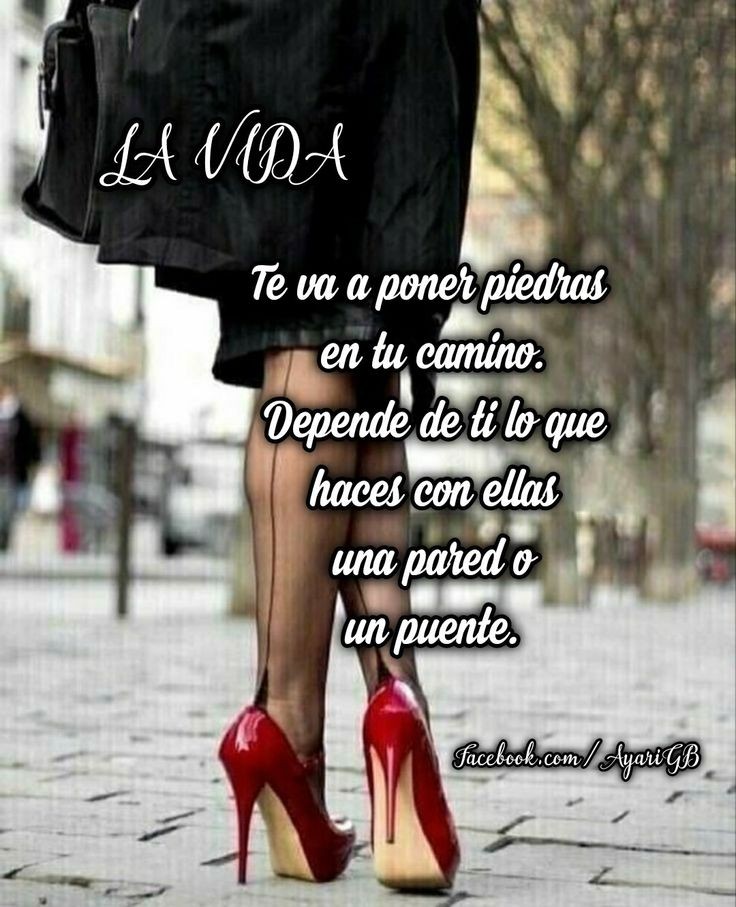 LA VIDA
Te va a poner piedras
en tu camino.
Depende de ti lo que
haces con ellas
una pared o
un puente.
Facebook.com/AyariGB